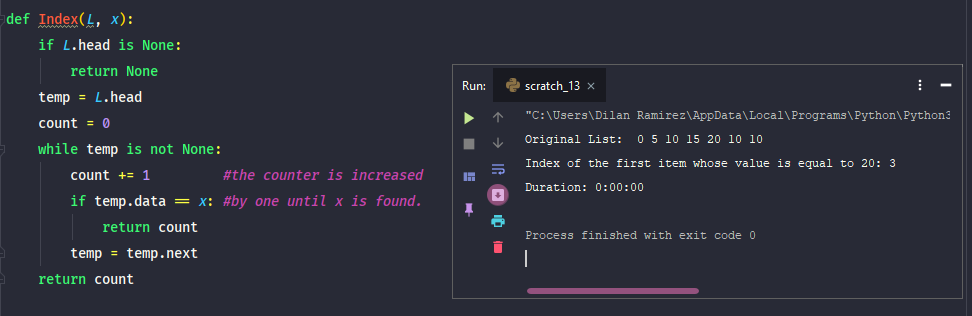 def Index(L, x):
if L.head is None:
return None
temp = L.head
count = 0
while temp is not None:
count += 1 #the counter is increased
if temp.data == x: #by one until x is found.
return count
temp = temp.next
return count
Run: scratch_13 ×
"C:\Users\Dilan Ramirez\AppData\Local\Programs\Python\Python3
Original List: 0 5 10 15 20 10 10
Index of the first item whose value is equal to 20: 3
Duration: 0:00:00
Process finished with exit code 0